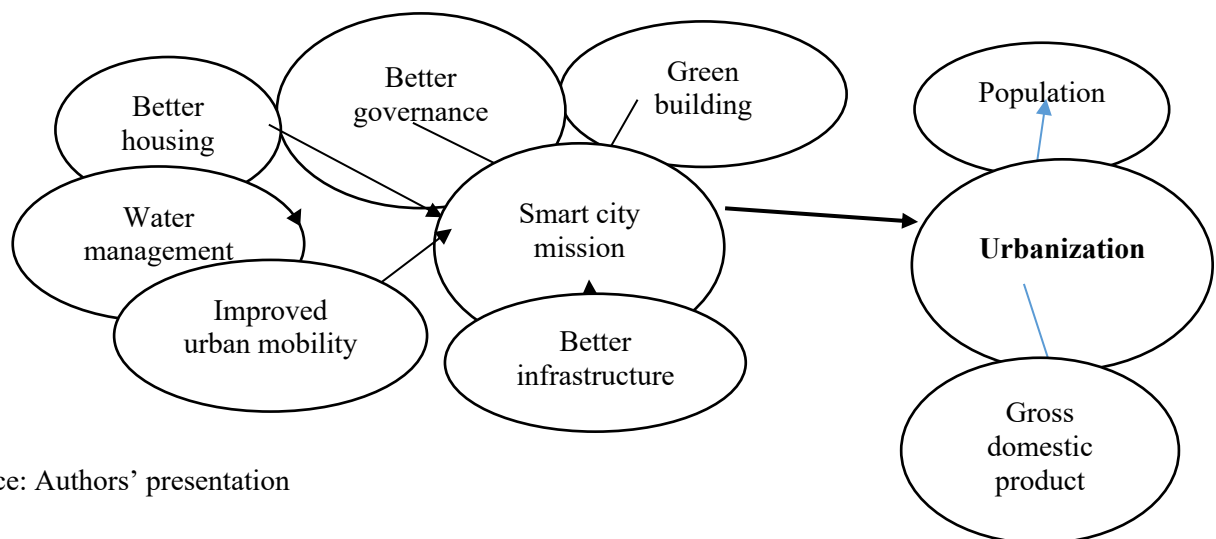 Better
housing
Better
governance
Green
building
Population
Water
management
Smart city
mission
Urbanization
Improved
urban mobility
Better
infrastructure
Gross
domestic
product
ce: Authors’ presentation